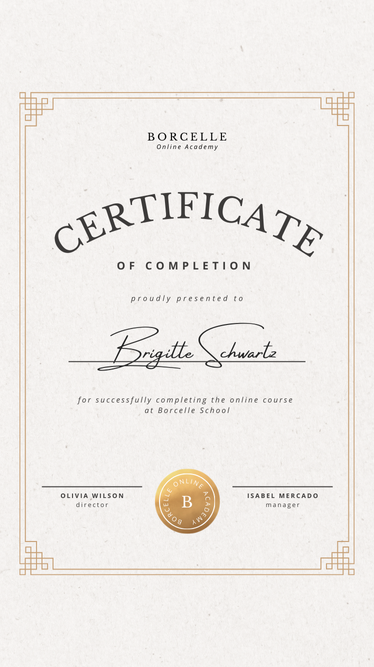 BORCELLE
Online Academy
CERTIFICATE
OF COMPLETION
proudly presented to
Brigitte Schwartz
for successfully completing the online course
at Borcelle School
OLIVIA WILSON
director
BORCELLE ONLINE ACADEMY
B
ISABEL MERCADO
manager